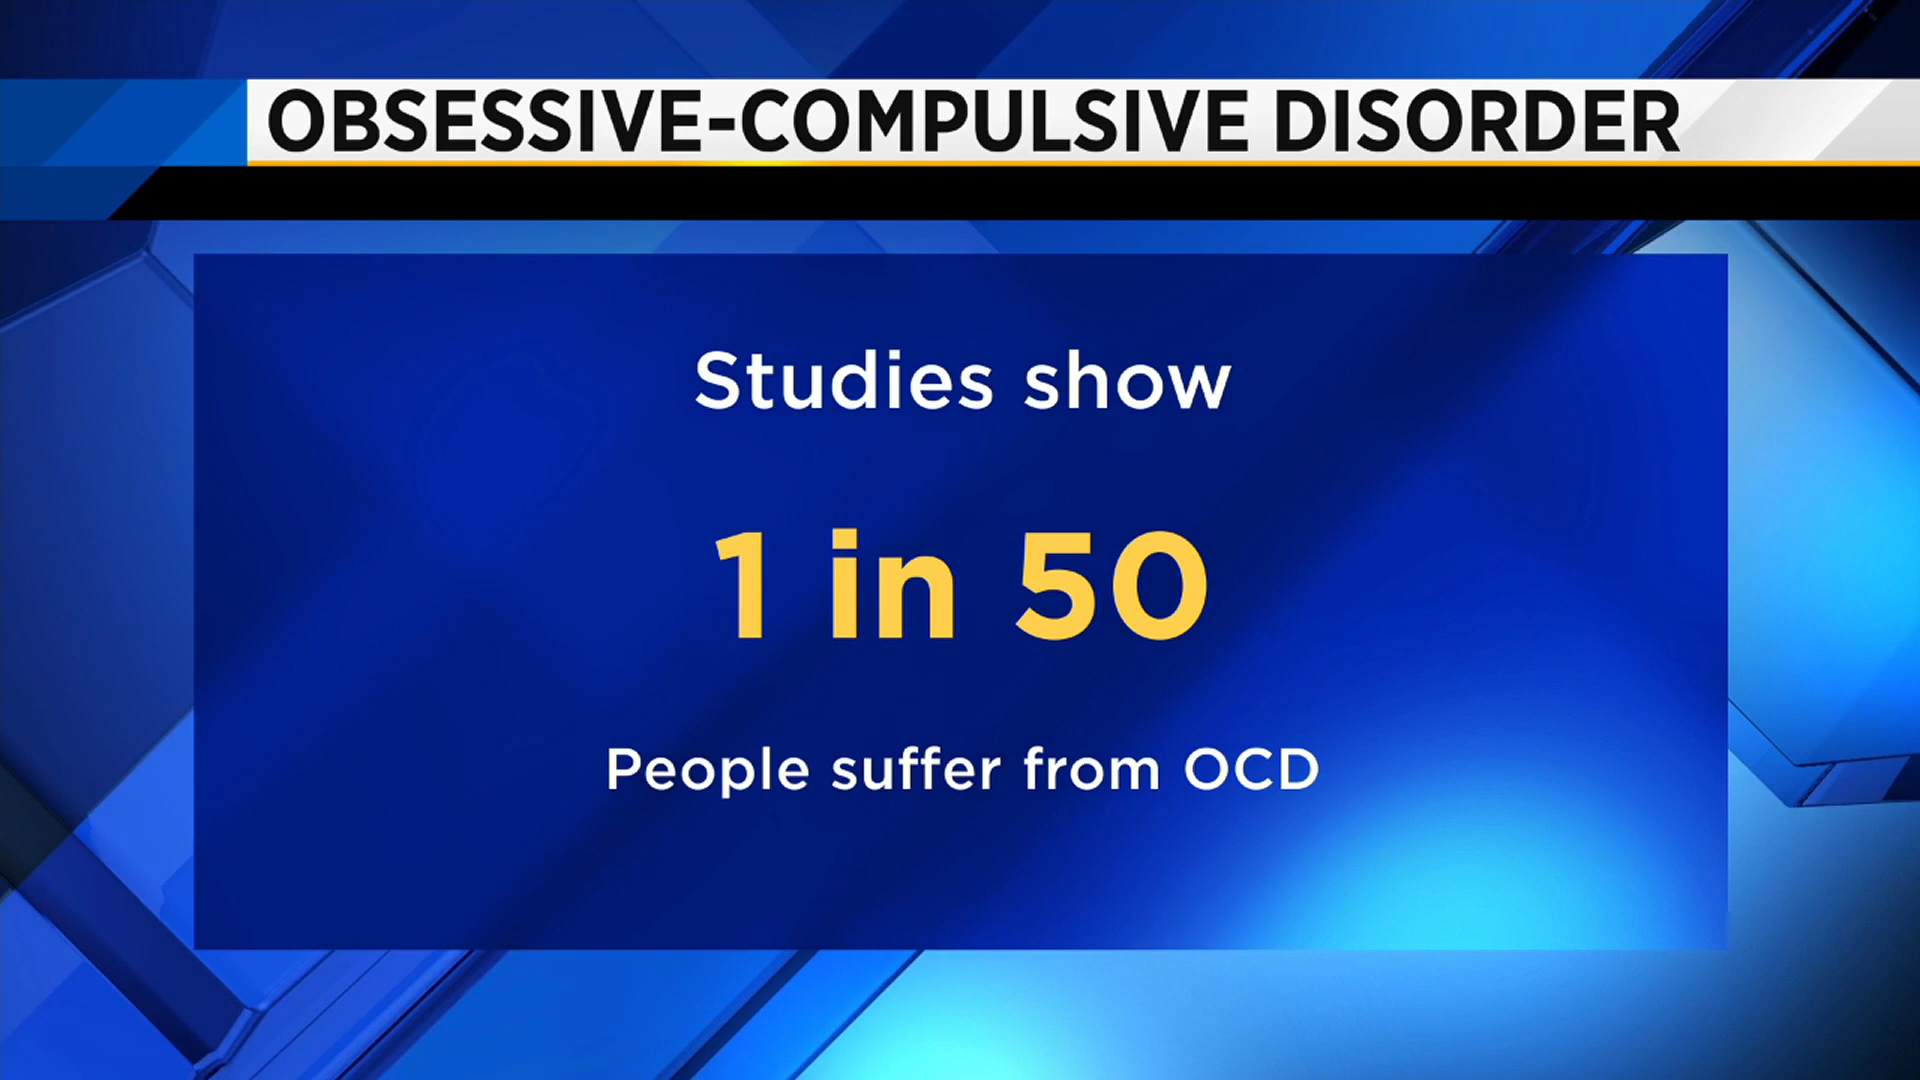 OBSESSIVE-COMPULSIVE DISORDER
Studies show
1 in 50
People suffer from OCD